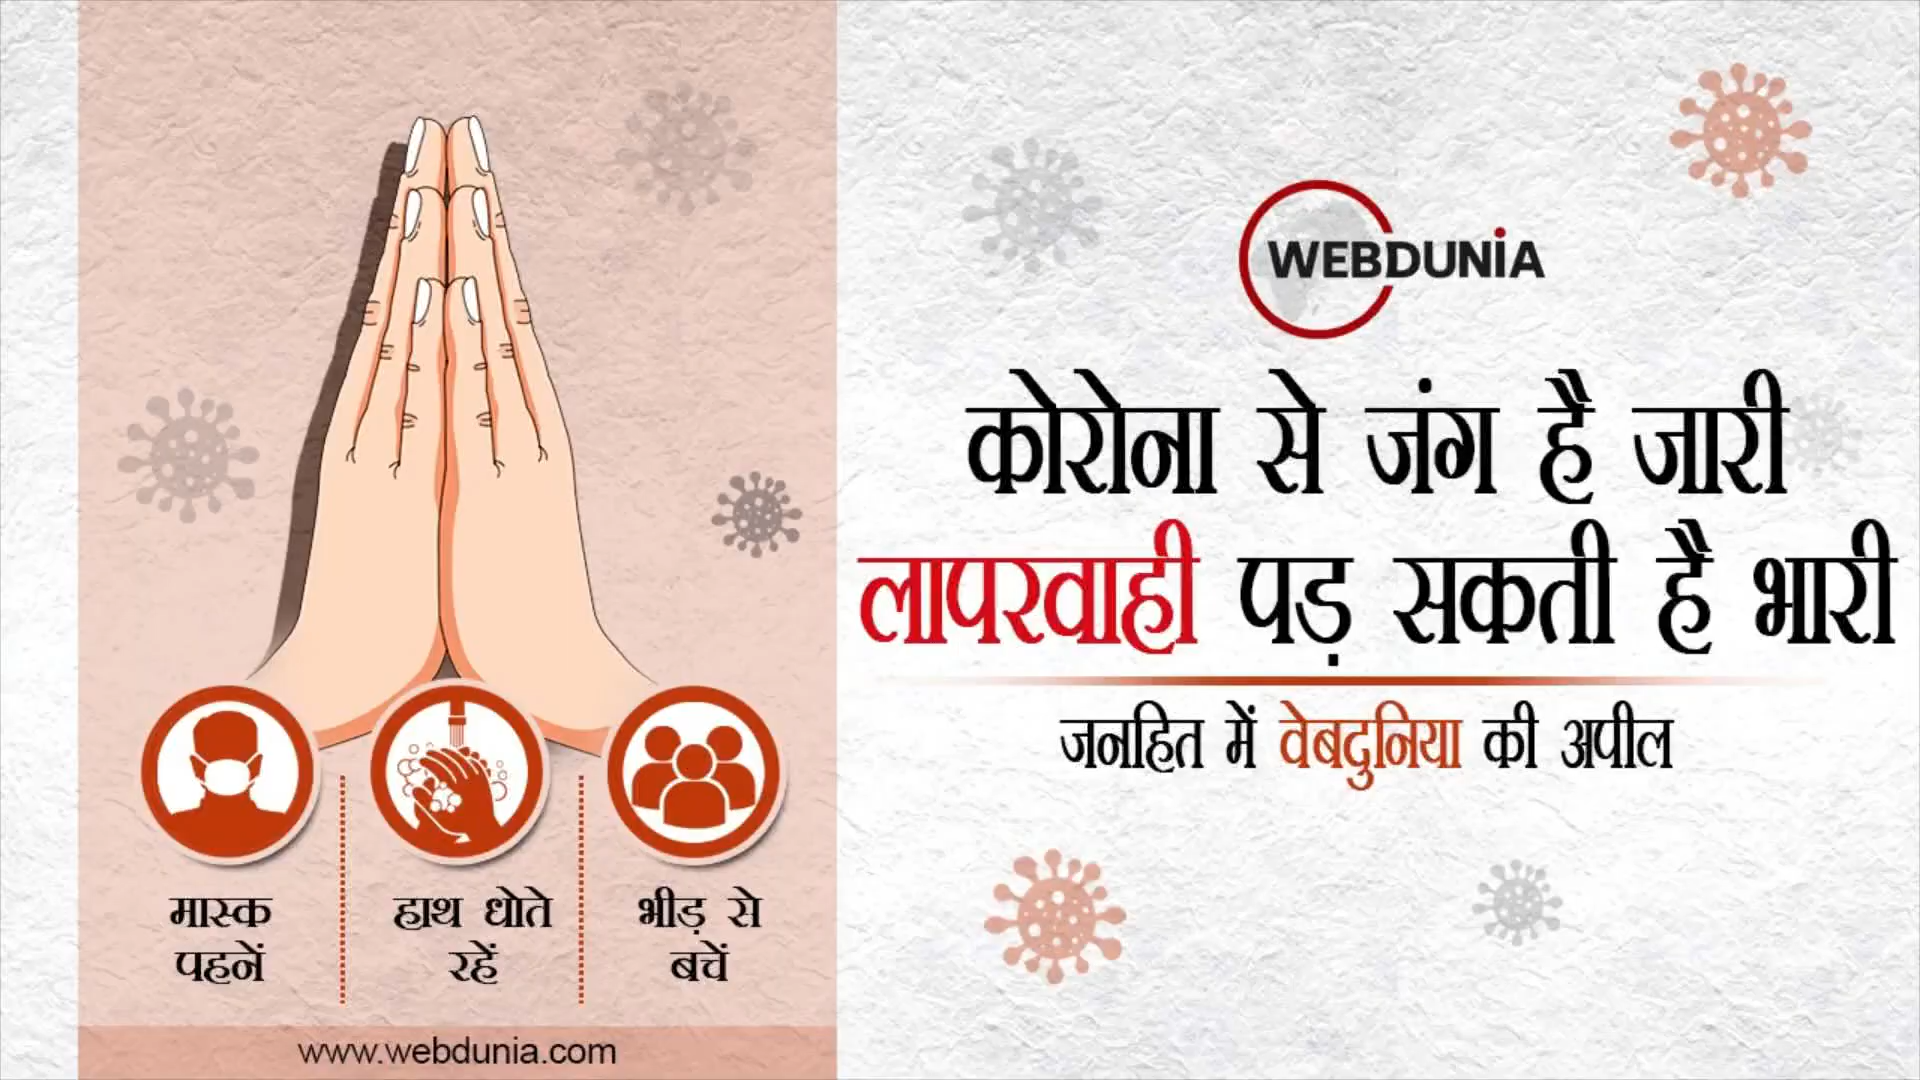 WEBDUNiA
कोरोना से जंग है जारी
लापरवाही पड़ सकती है भारी
जनहित में वेबदुनिया की अपील
मास्क
पहनें
हाथ धोते
रहें
भीड़ से
बचें
www.webdunia.com